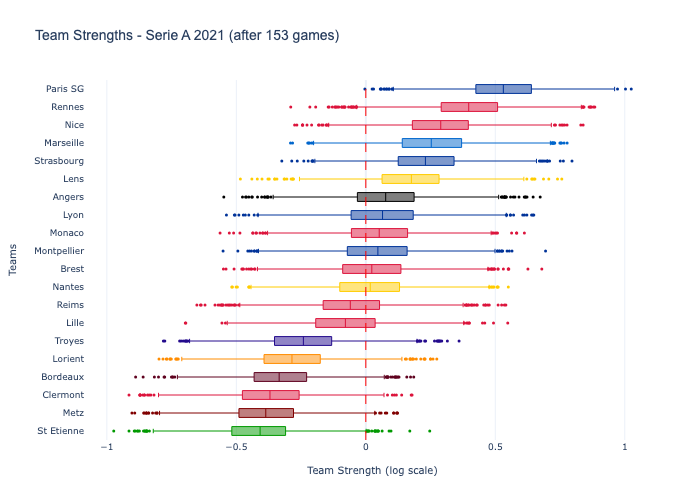 Team Strengths - Serie A 2021 (after 153 games)
Paris SG
Rennes
Nice
Marseille
Strasbourg
Lens
Angers
Lyon
Monaco
Montpellier
Brest
Nantes
Reims
Lille
Troyes
Lorient
Bordeaux
Clermont
Metz
St Etienne
Teams
−1 −0.5 0 0.5 1
Team Strength (log scale)